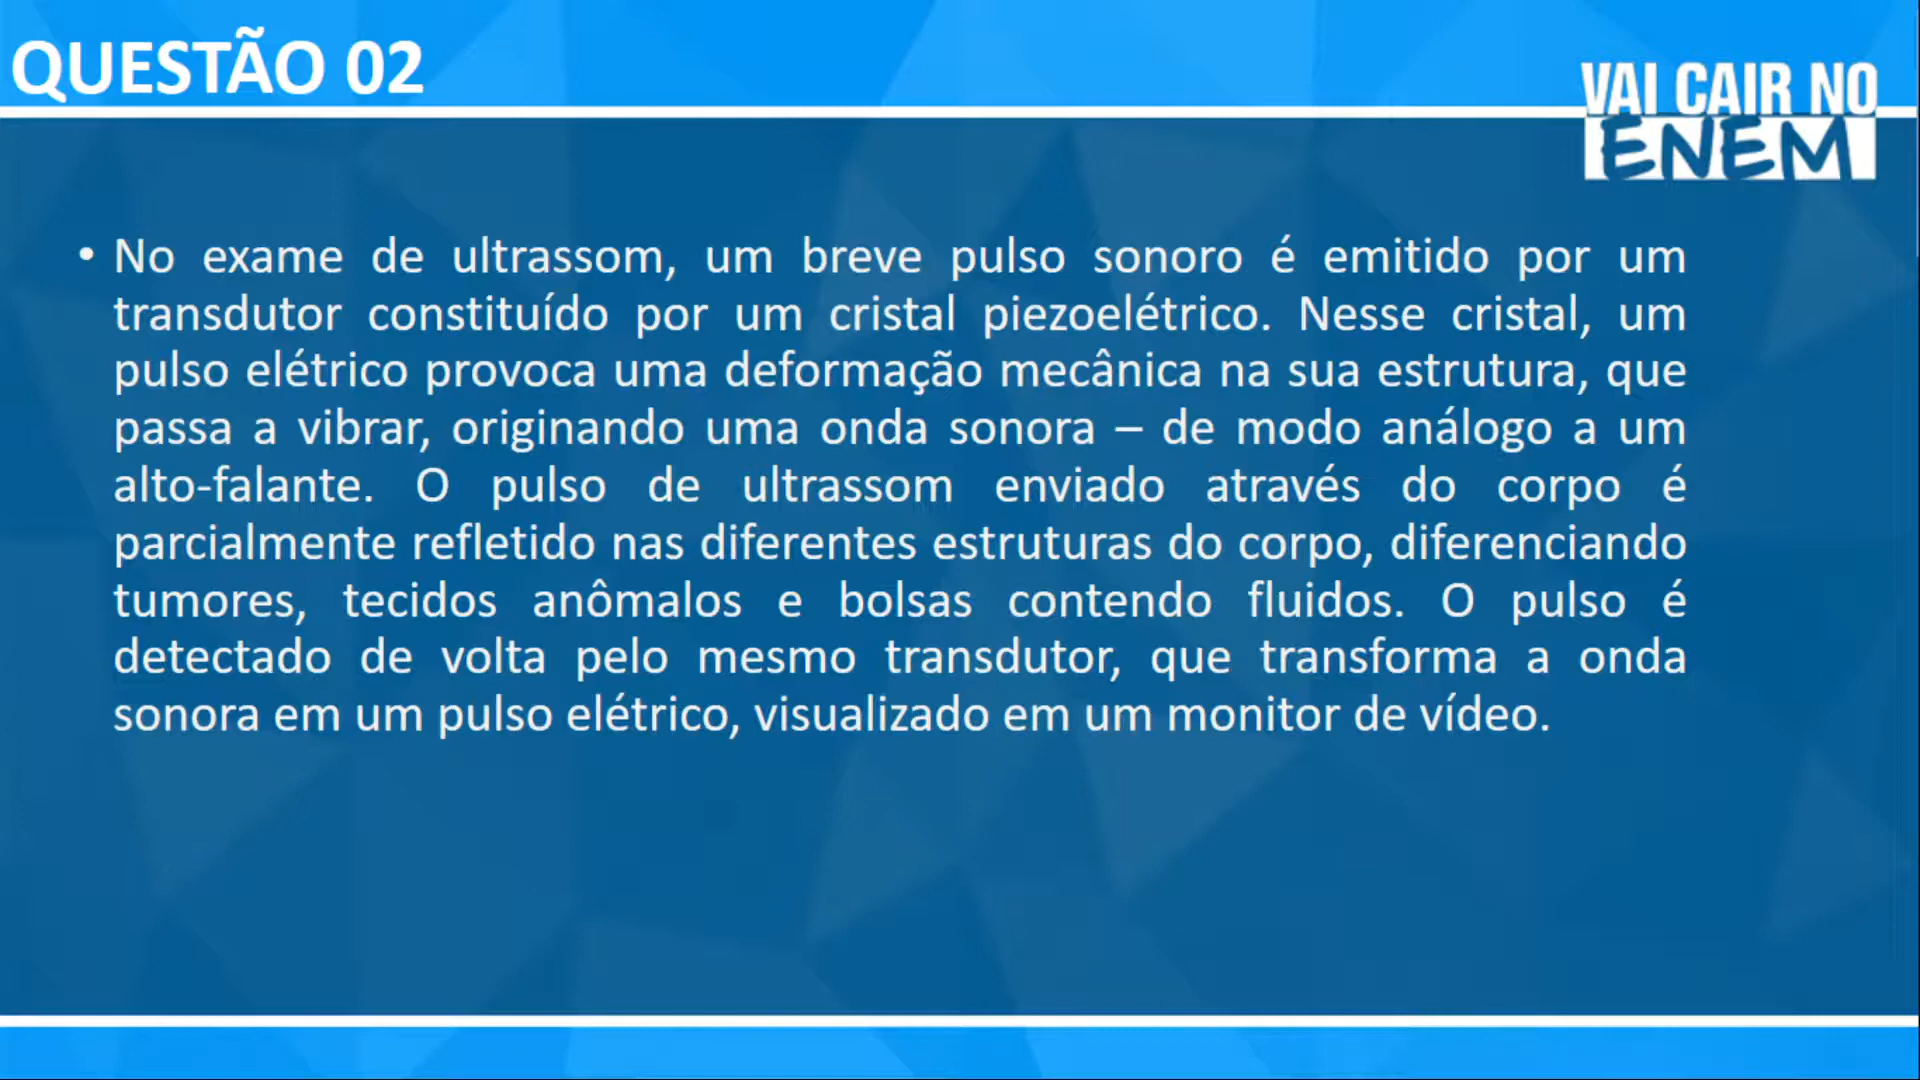 QUESTÃO 02
VAI CAIR NO
ENEM
• No exame de ultrassom, um breve pulso sonoro é emitido por um
transdutor constituído por um cristal piezoelétrico. Nesse cristal, um
pulso elétrico provoca uma deformação mecânica na sua estrutura, que
passa a vibrar, originando uma onda sonora – de modo análogo a um
alto-falante. O pulso de ultrassom enviado através do corpo é
parcialmente refletido nas diferentes estruturas do corpo, diferenciando
tumores, tecidos anômalos e bolsas contendo fluidos. O pulso é
detectado de volta pelo mesmo transdutor, que transforma a onda
sonora em um pulso elétrico, visualizado em um monitor de vídeo.